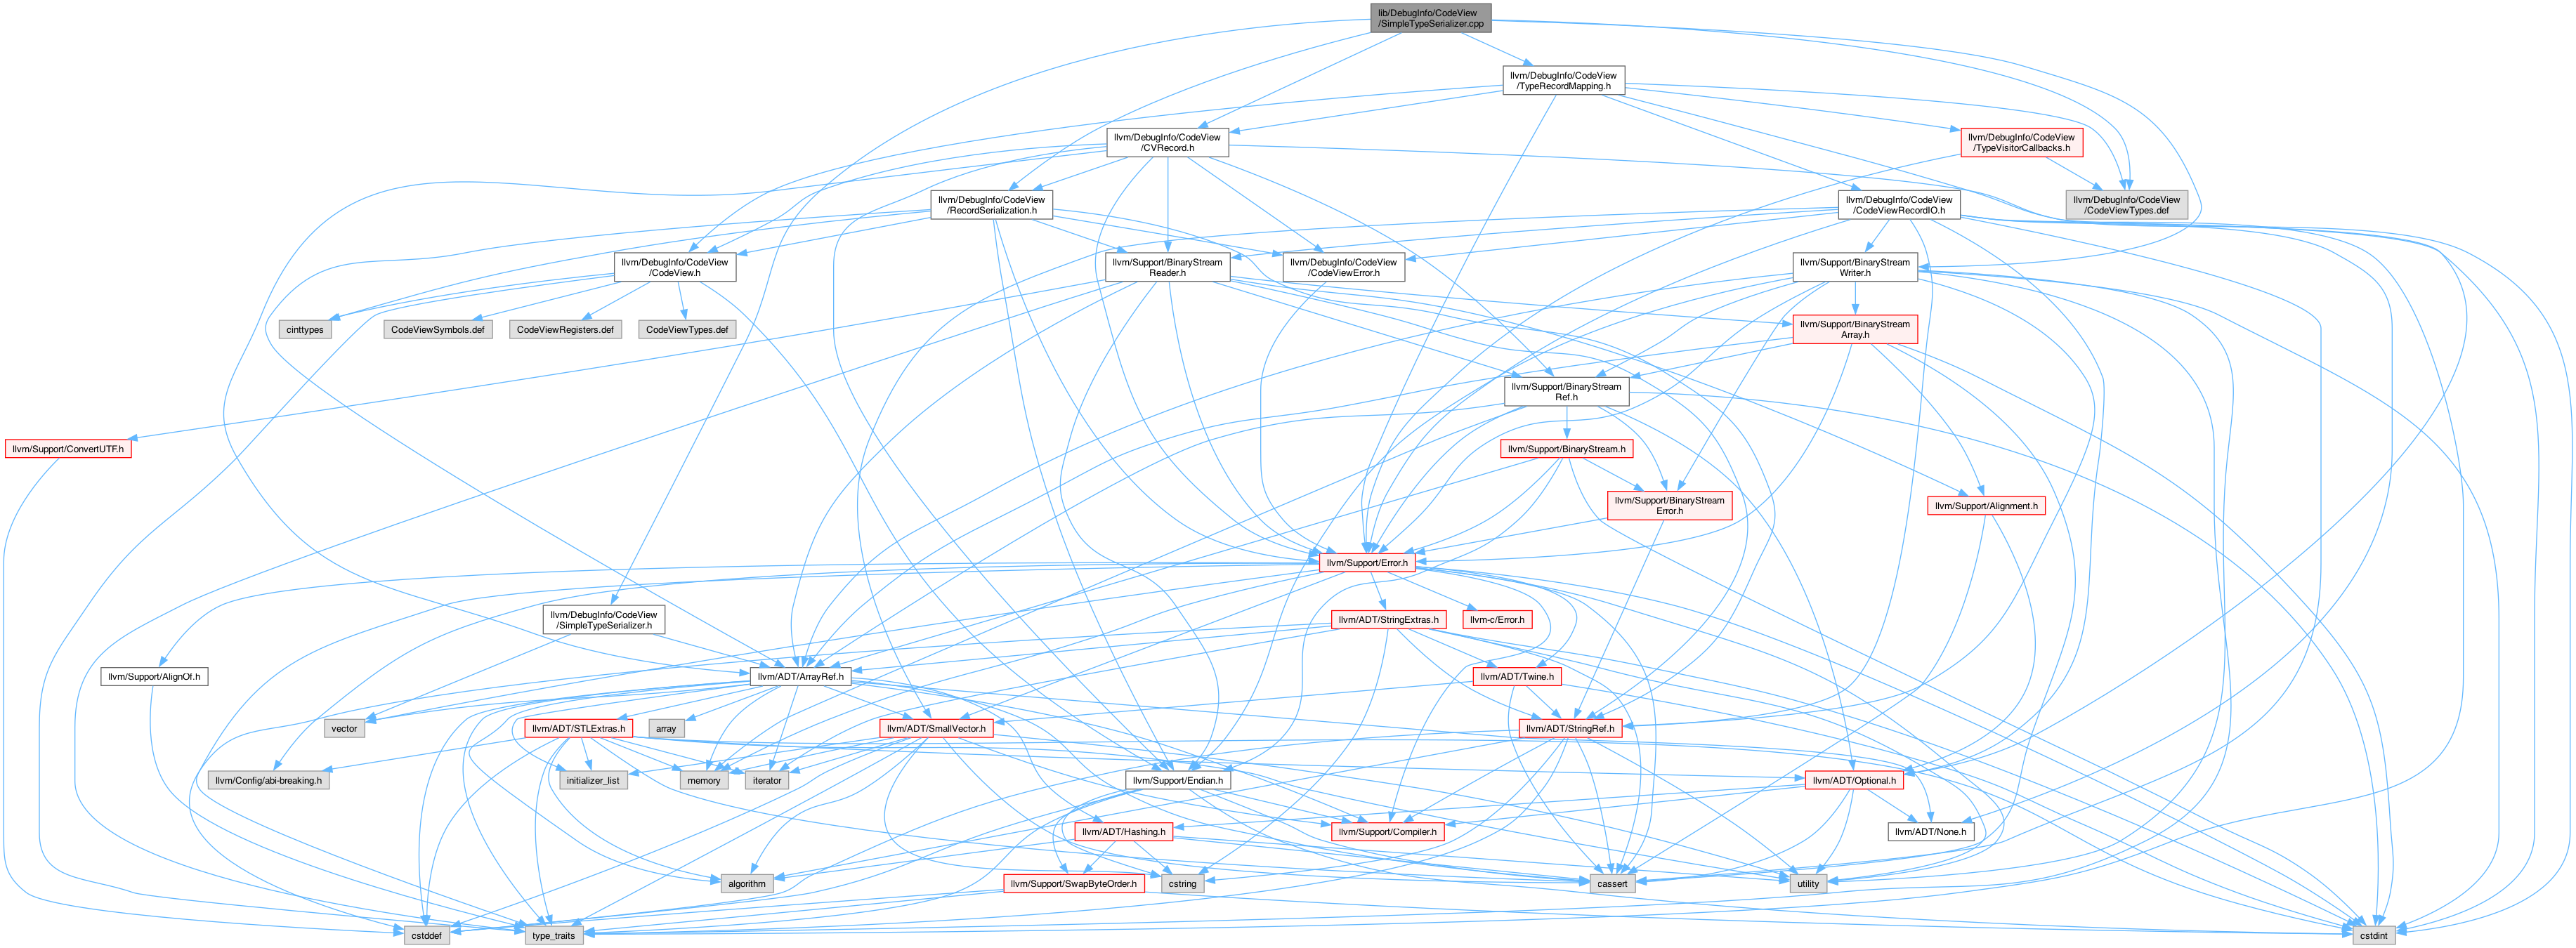 lib/DebugInfo/CodeView
/SimpleTypeSerializer.cpp
llvm/DebugInfo/CodeView
/TypeRecordMapping.h
llvm/DebugInfo/CodeView
/CVRecord.h
llvm/DebugInfo/CodeView
/TypeVisitorCallbacks.h
llvm/DebugInfo/CodeView
/RecordSerialization.h
llvm/DebugInfo/CodeView
/CodeViewRecordIO.h
llvm/DebugInfo/CodeView
/CodeViewTypes.def
llvm/DebugInfo/CodeView
/CodeView.h
llvm/Support/BinaryStream
Reader.h
llvm/DebugInfo/CodeView
/CodeViewError.h
llvm/Support/BinaryStream
Writer.h
cinttypes
CodeViewSymbols.def
CodeViewRegisters.def
CodeViewTypes.def
llvm/Support/BinaryStream
Array.h
llvm/Support/BinaryStream
Ref.h
llvm/Support/ConvertUTF.h
llvm/Support/BinaryStream.h
llvm/Support/BinaryStream
Error.h
llvm/Support/Alignment.h
llvm/Support/Error.h
llvm/DebugInfo/CodeView
/SimpleTypeSerializer.h
llvm/ADT/StringExtras.h
llvm-c/Error.h
llvm/Support/AlignOf.h
llvm/ADT/ArrayRef.h
llvm/ADT/Twine.h
vector
llvm/ADT/STLExtras.h
array
llvm/ADT/SmallVector.h
llvm/ADT/StringRef.h
llvm/Config/abi-breaking.h
initializer_list
memory
iterator
llvm/Support/Endian.h
llvm/ADT/Optional.h
llvm/ADT/Hashing.h
llvm/Support/Compiler.h
llvm/ADT/None.h
algorithm
llvm/Support/SwapByteOrder.h
cstring
cassert
utility
cstddef
type_traits
cstdint